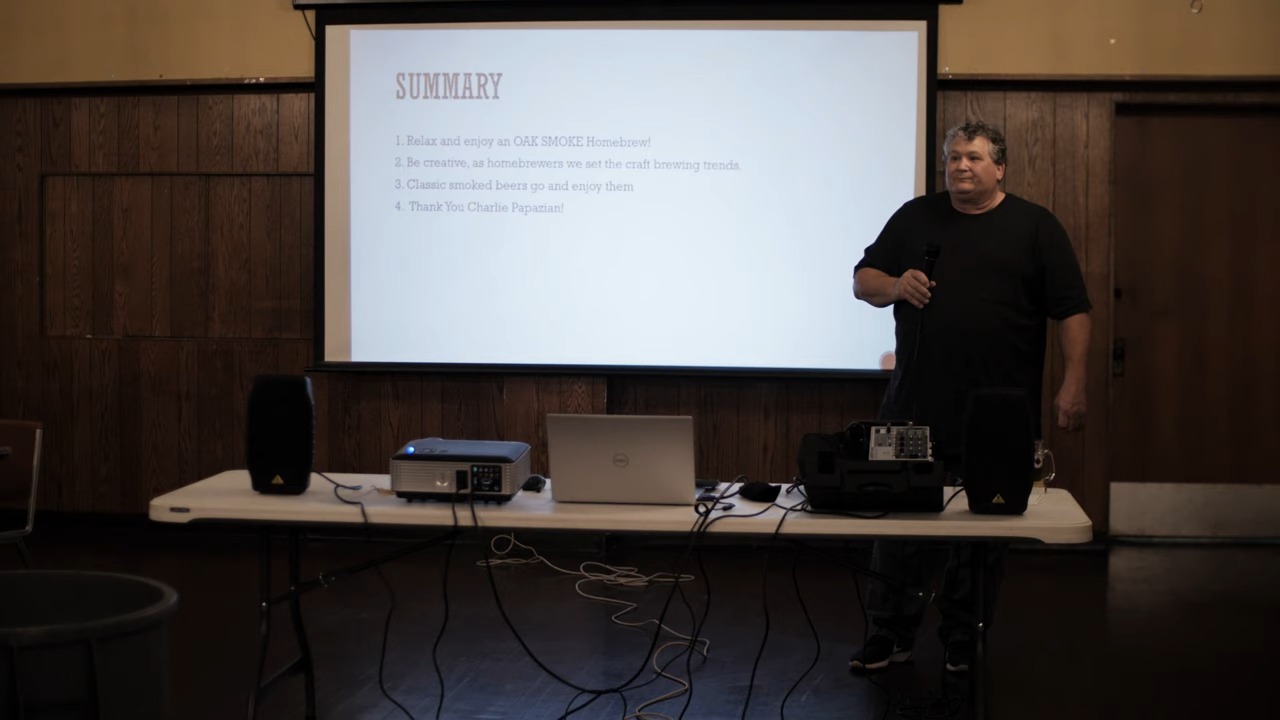 SUMMARY
1. Relax and enjoy an OAK SMOKE Homebrew!
2. Be creative, as homebrewers we set the craft brewing trends.
3. Classic smoked beers go and enjoy them
4. Thank You Charlie Papazian!
DELL